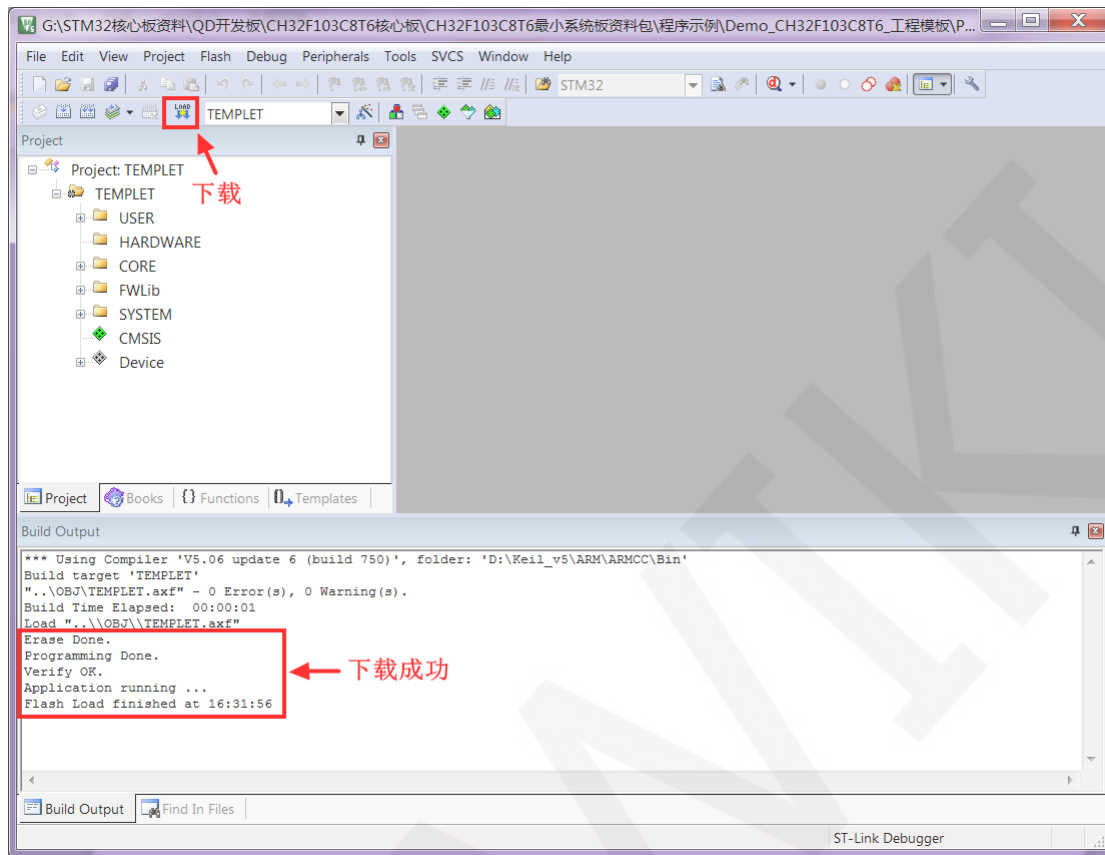 G:\STM32核心板资料\QD开发板\CH32F103C8T6核心板\CH32F103C8T6最小系统板资料包\程序示例\Demo_CH32F103C8T6_工程模板\P...
File Edit View Project Flash Debug Peripherals Tools SVCS Window Help
STM32
LOAD TEMPLET
Project
下载
Project: TEMPLET
TEMPLET
USER
HARDWARE
CORE
FWLib
SYSTEM
CMSIS
Device
Project Books {} Functions Templates
Build Output
*** Using Compiler 'V5.06 update 6 (build 750)', folder: 'D:\Keil_v5\ARM\ARMCC\Bin'
Build target 'TEMPLET'
"..\OBJ\TEMPLET.axf" - 0 Error(s), 0 Warning(s).
Build Time Elapsed:  00:00:01
Load "..\\OBJ\\TEMPLET.axf"
Erase Done.
Programming Done.
Verify OK.
下载成功
Application running ...
Flash Load finished at 16:31:56
Build Output Find In Files
ST-Link Debugger